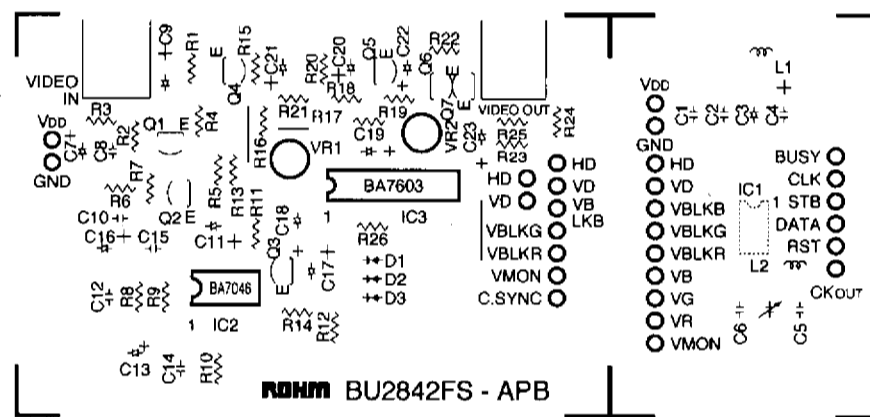 VIDEO
IN
C9
R1
E
R15
Q4
C21
R20
C20
R18
Q5
E
C22
R22
Q6
E
E
Q7
VIDEO OUT
R24
L1
VDD
C1
C2
C3
C4
GND
R3
VDD
C7
C8
GND
R2
Q1
E
R4
R16
R21
R17
VR1
C19
R19
VR2
C23
R25
R23
R7
R6
Q2
E
R5
R13
R11
BA7603
1
IC3
HD
VD
HD
VD
VB
LKB
VBLKG
VBLKR
VMON
C.SYNC
HD
VD
VBLKB
VBLKG
VBLKR
VB
VG
VR
VMON
IC1
1
L2
BUSY
CLK
STB
DATA
RST
CKOUT
C10
C16
C15
C11
C18
Q3
E
C17
R26
D1
D2
D3
C12
R8
R9
BA7046
1
IC2
R14
R12
C13
C14
R10
C6
C5
ROHM BU2842FS - APB